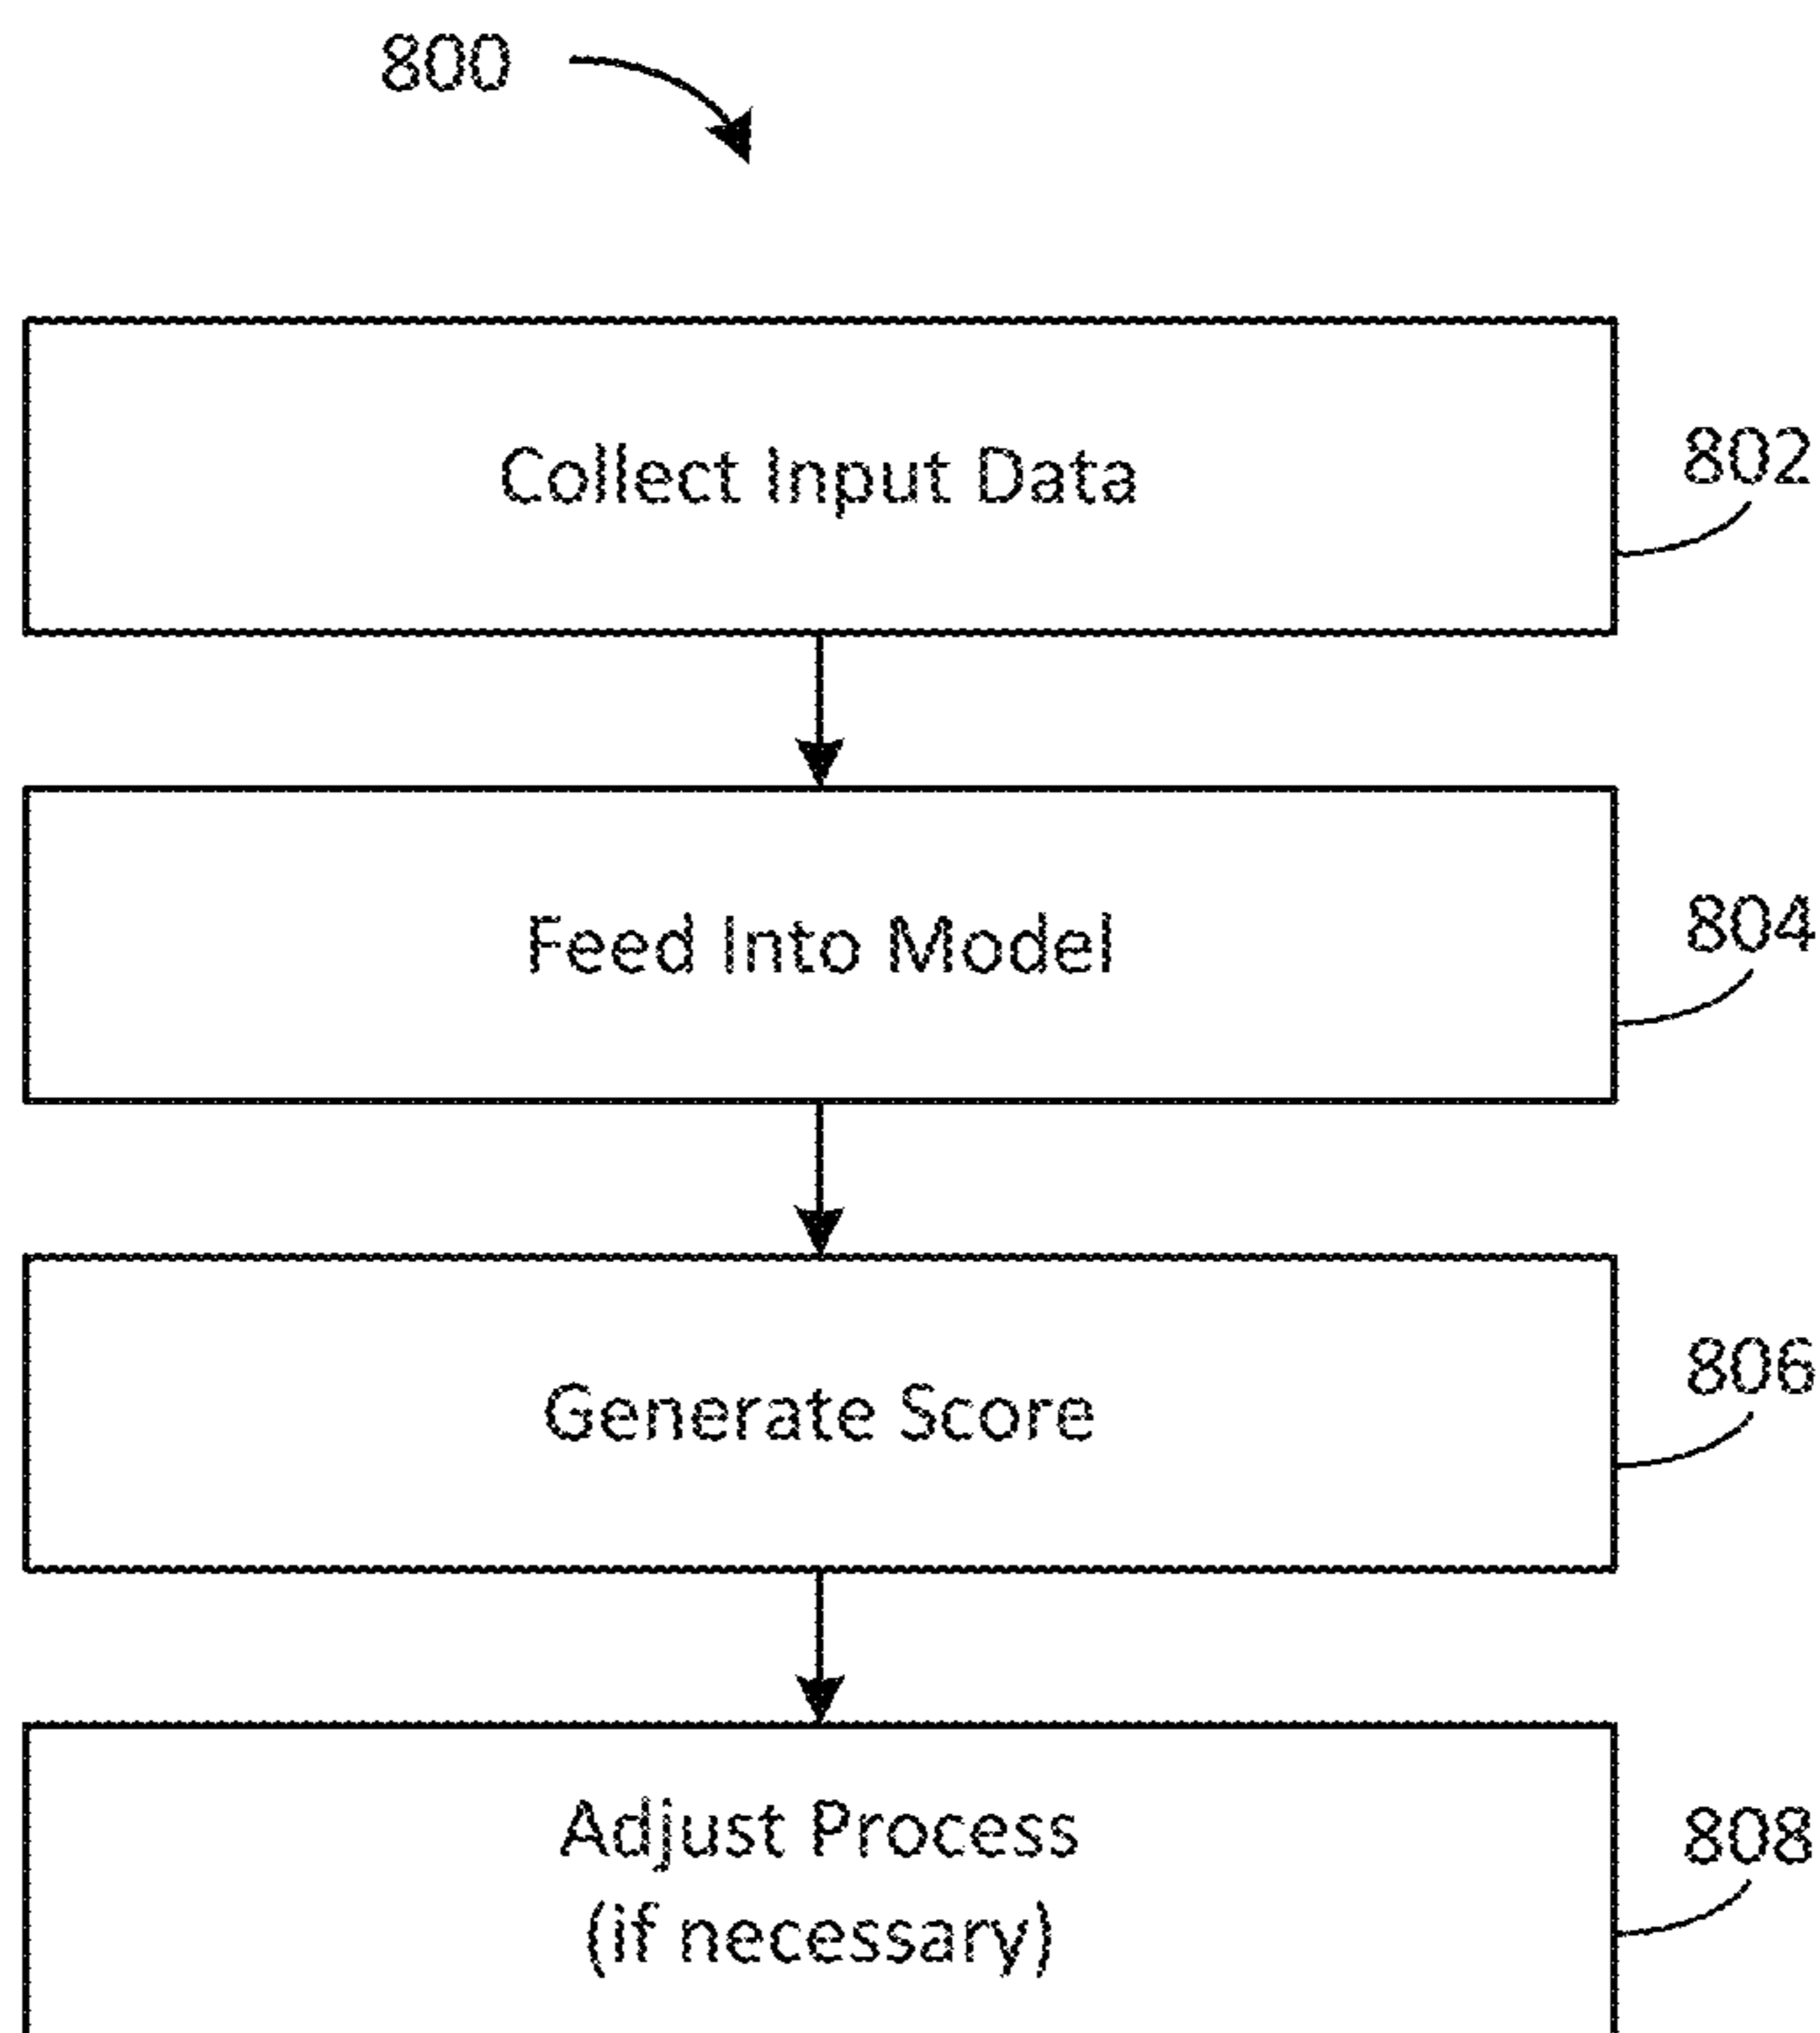 800
Collect Input Data
802
Feed Into Model
804
Generate Score
806
Adjust Process
(if necessary)
808